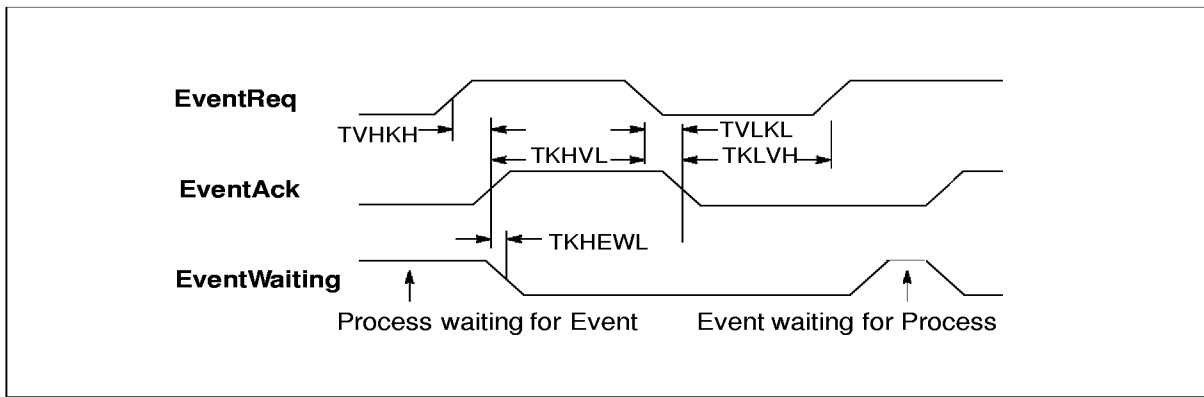 EventReq
TVHKH
TVLKL
TKHVL
TKLVH
EventAck
TKHEWL
EventWaiting
Process waiting for Event
Event waiting for Process